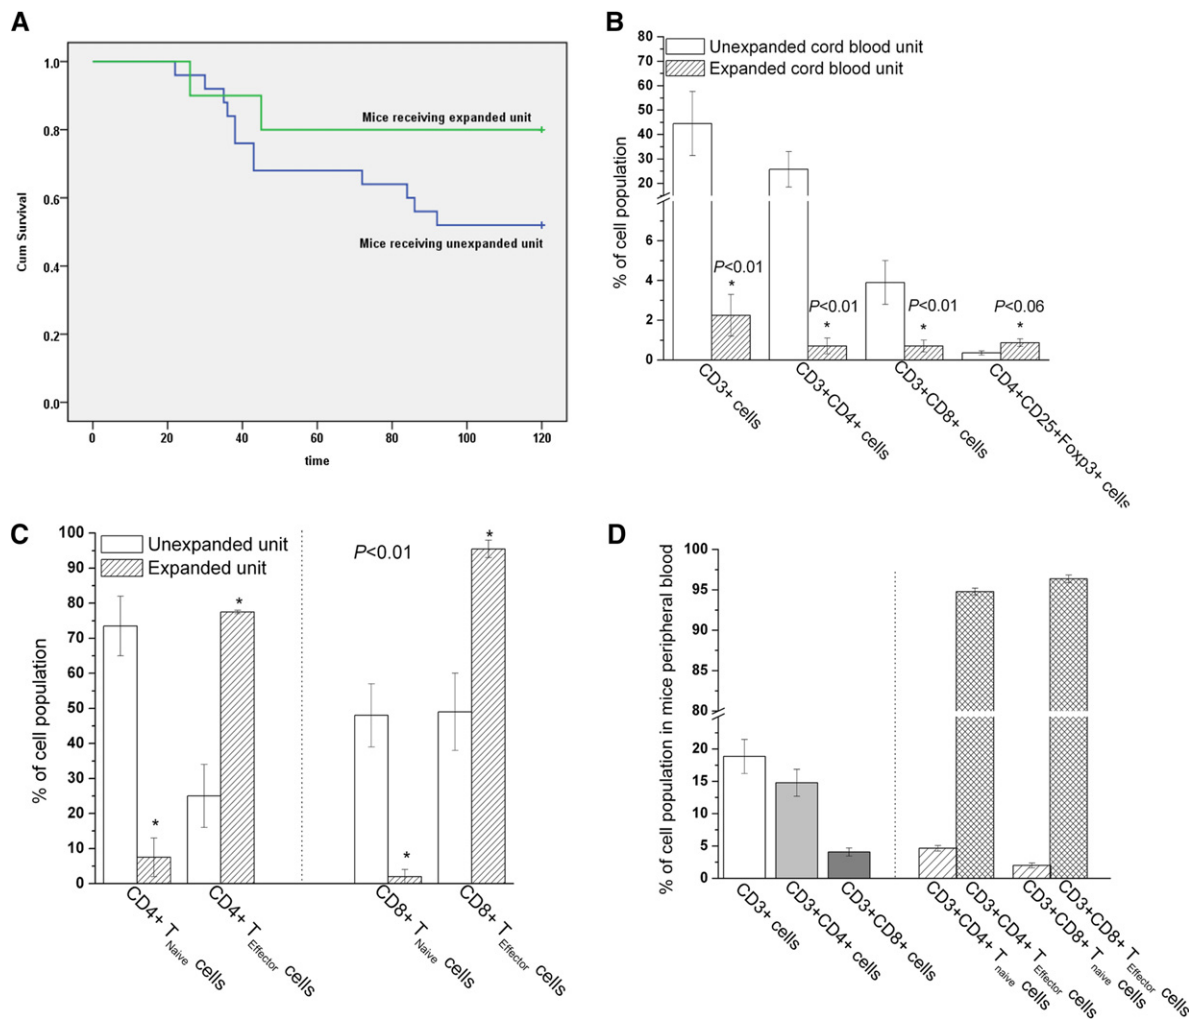 A
1.0
0.8
0.6
0.4
0.2
0.0
Cum Survival
Mice receiving expanded unit
Mice receiving unexpanded unit
0 20 40 60 80 100 120
time
B
80
70
60
50
40
30
20
6
4
2
0
% of cell population
Unexpanded cord blood unit
Expanded cord blood unit
P<0.01
*
P<0.01
*
P<0.01
*
P<0.06
*
CD3+ cells
CD3+CD4+ cells
CD3+CD8+ cells
CD4+CD25+Foxp3+ cells
C
100
90
80
70
60
50
40
30
20
10
0
% of cell population
Unexpanded unit
Expanded unit
P<0.01
*
*
*
*
CD4+ T Naive cells
CD4+ T Effector cells
CD8+ T Naive cells
CD8+ T Effector cells
D
100
95
90
85
80
20
15
10
5
0
% of cell population in mice peripheral blood
CD3+ cells
CD3+CD4+ cells
CD3+CD8+ cells
CD3+CD4+ T naive cells
CD3+CD4+ T Effector cells
CD3+CD8+ T naive cells
CD3+CD8+ T Effector cells